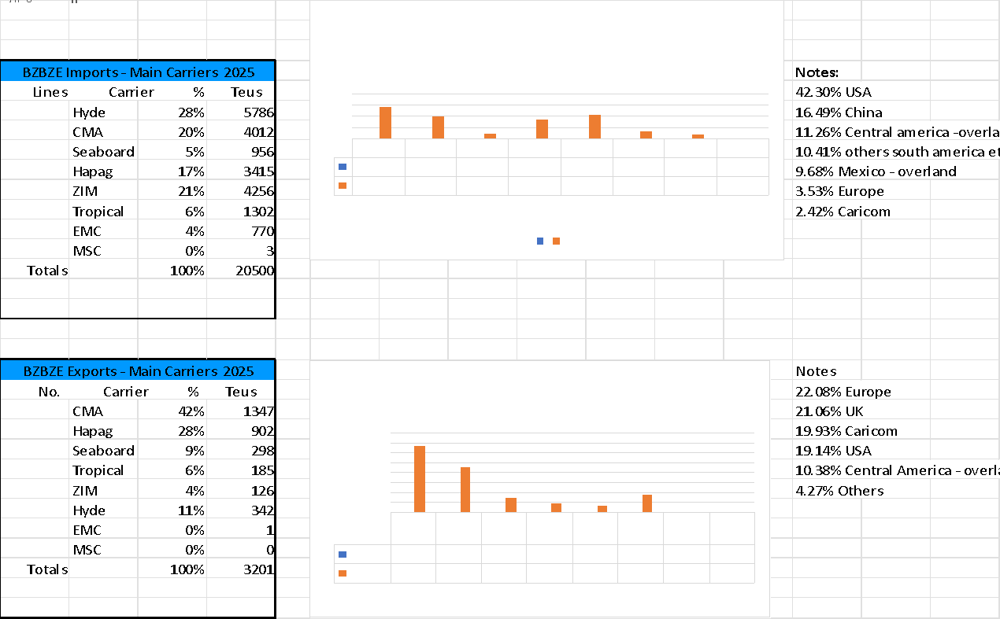 BZBZE Imports - Main Carriers 2025
Lines Carrier % Teus
Hyde 28% 5786
CMA 20% 4012
Seaboard 5% 956
Hapag 17% 3415
ZIM 21% 4256
Tropical 6% 1302
EMC 4% 770
MSC 0% 3
Totals 100% 20500
Notes:
42.30% USA
16.49% China
11.26% Central america -overla
10.41% others south america et
9.68% Mexico - overland
3.53% Europe
2.42% Caricom
BZBZE Exports - Main Carriers 2025
No. Carrier % Teus
CMA 42% 1347
Hapag 28% 902
Seaboard 9% 298
Tropical 6% 185
ZIM 4% 126
Hyde 11% 342
EMC 0% 1
MSC 0% 0
Totals 100% 3201
Notes
22.08% Europe
21.06% UK
19.93% Caricom
19.14% USA
10.38% Central America - overla
4.27% Others